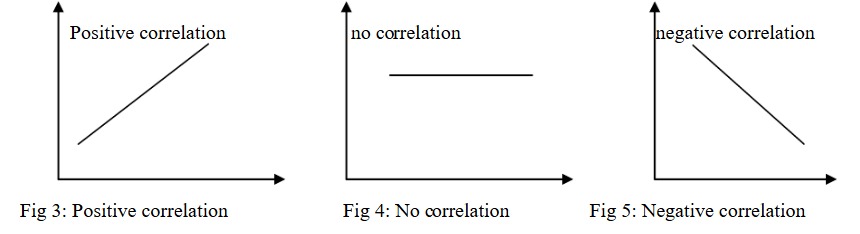 Positive correlation
no correlation
negative correlation
Fig 3: Positive correlation
Fig 4: No correlation
Fig 5: Negative correlation